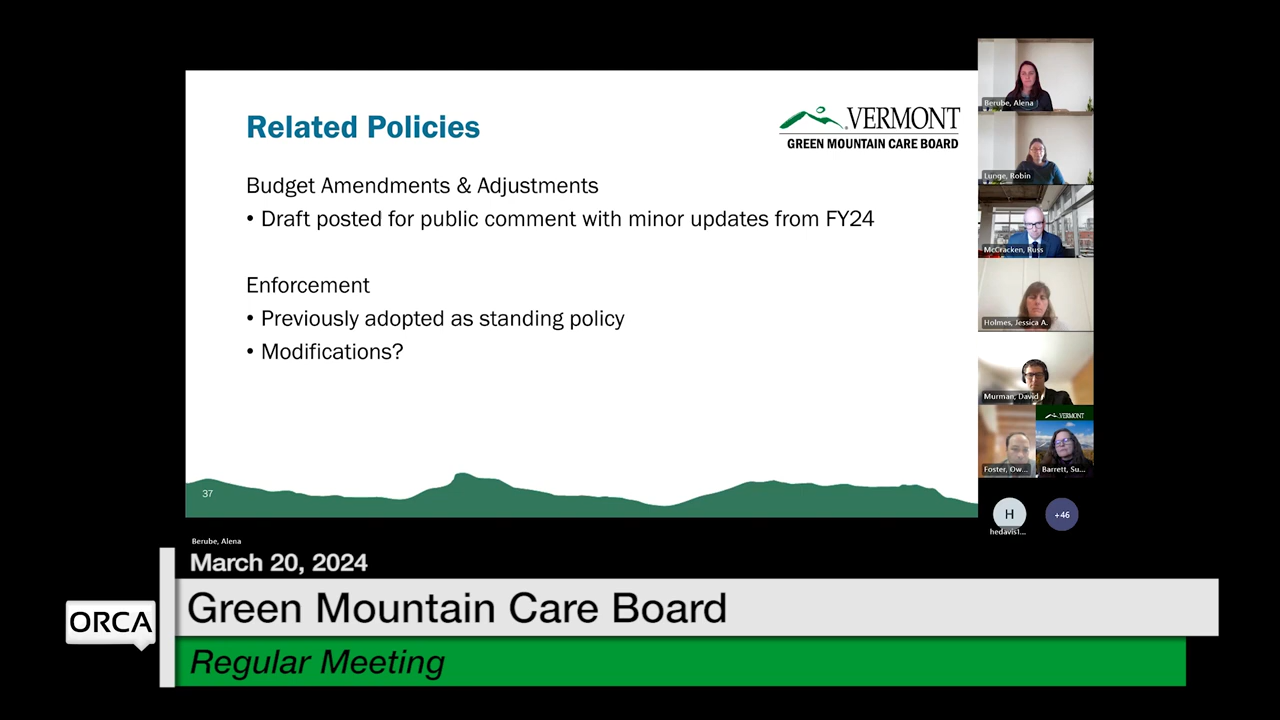 Related Policies
VERMONT
GREEN MOUNTAIN CARE BOARD
Budget Amendments & Adjustments
• Draft posted for public comment with minor updates from FY24
Enforcement
• Previously adopted as standing policy
• Modifications?
37
Berube, Alena
Lunge, Robin
McCracken, Russ
Holmes, Jessica A.
Murman, David
VERMONT
Foster, Ow...
Barrett, Su...
H
+46
hedavis1...
Berube, Alena
March 20, 2024
ORCA
Green Mountain Care Board
Regular Meeting